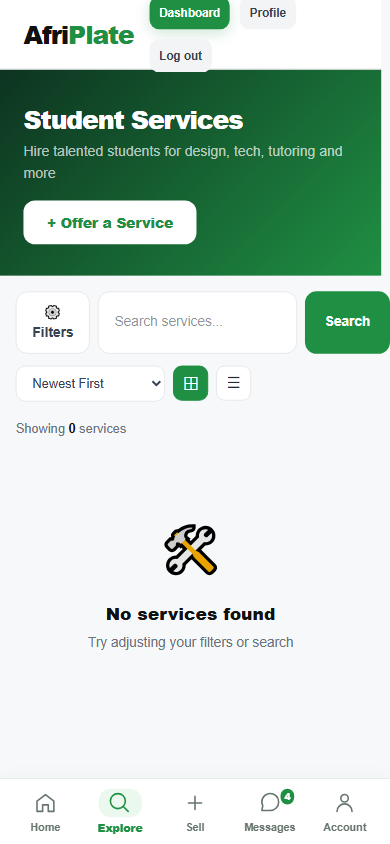 AfriPlate
Dashboard
Profile
Log out
Student Services
Hire talented students for design, tech, tutoring and
more
+ Offer a Service
Filters
Search services...
Search
Newest First
Showing 0 services
No services found
Try adjusting your filters or search
Home
Explore
Sell
4
Messages
Account